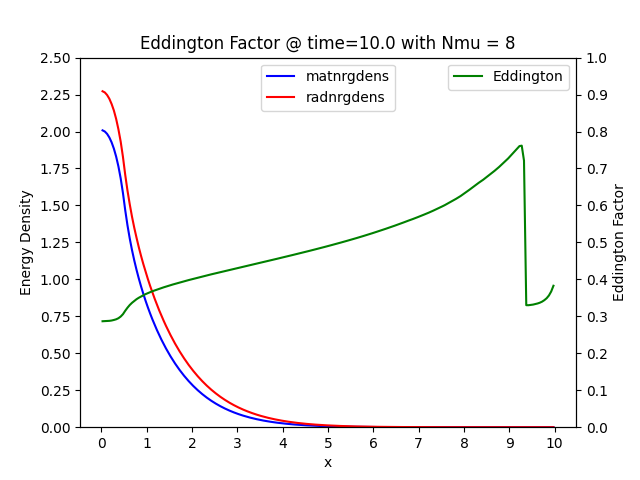 Eddington Factor @ time=10.0 with Nmu = 8
matnrgdens
radnrgdens
Eddington
2.50
2.25
2.00
1.75
1.50
1.25
1.00
0.75
0.50
0.25
0.00
Energy Density
1.0
0.9
0.8
0.7
0.6
0.5
0.4
0.3
0.2
0.1
0.0
Eddington Factor
0 1 2 3 4 5 6 7 8 9 10
x